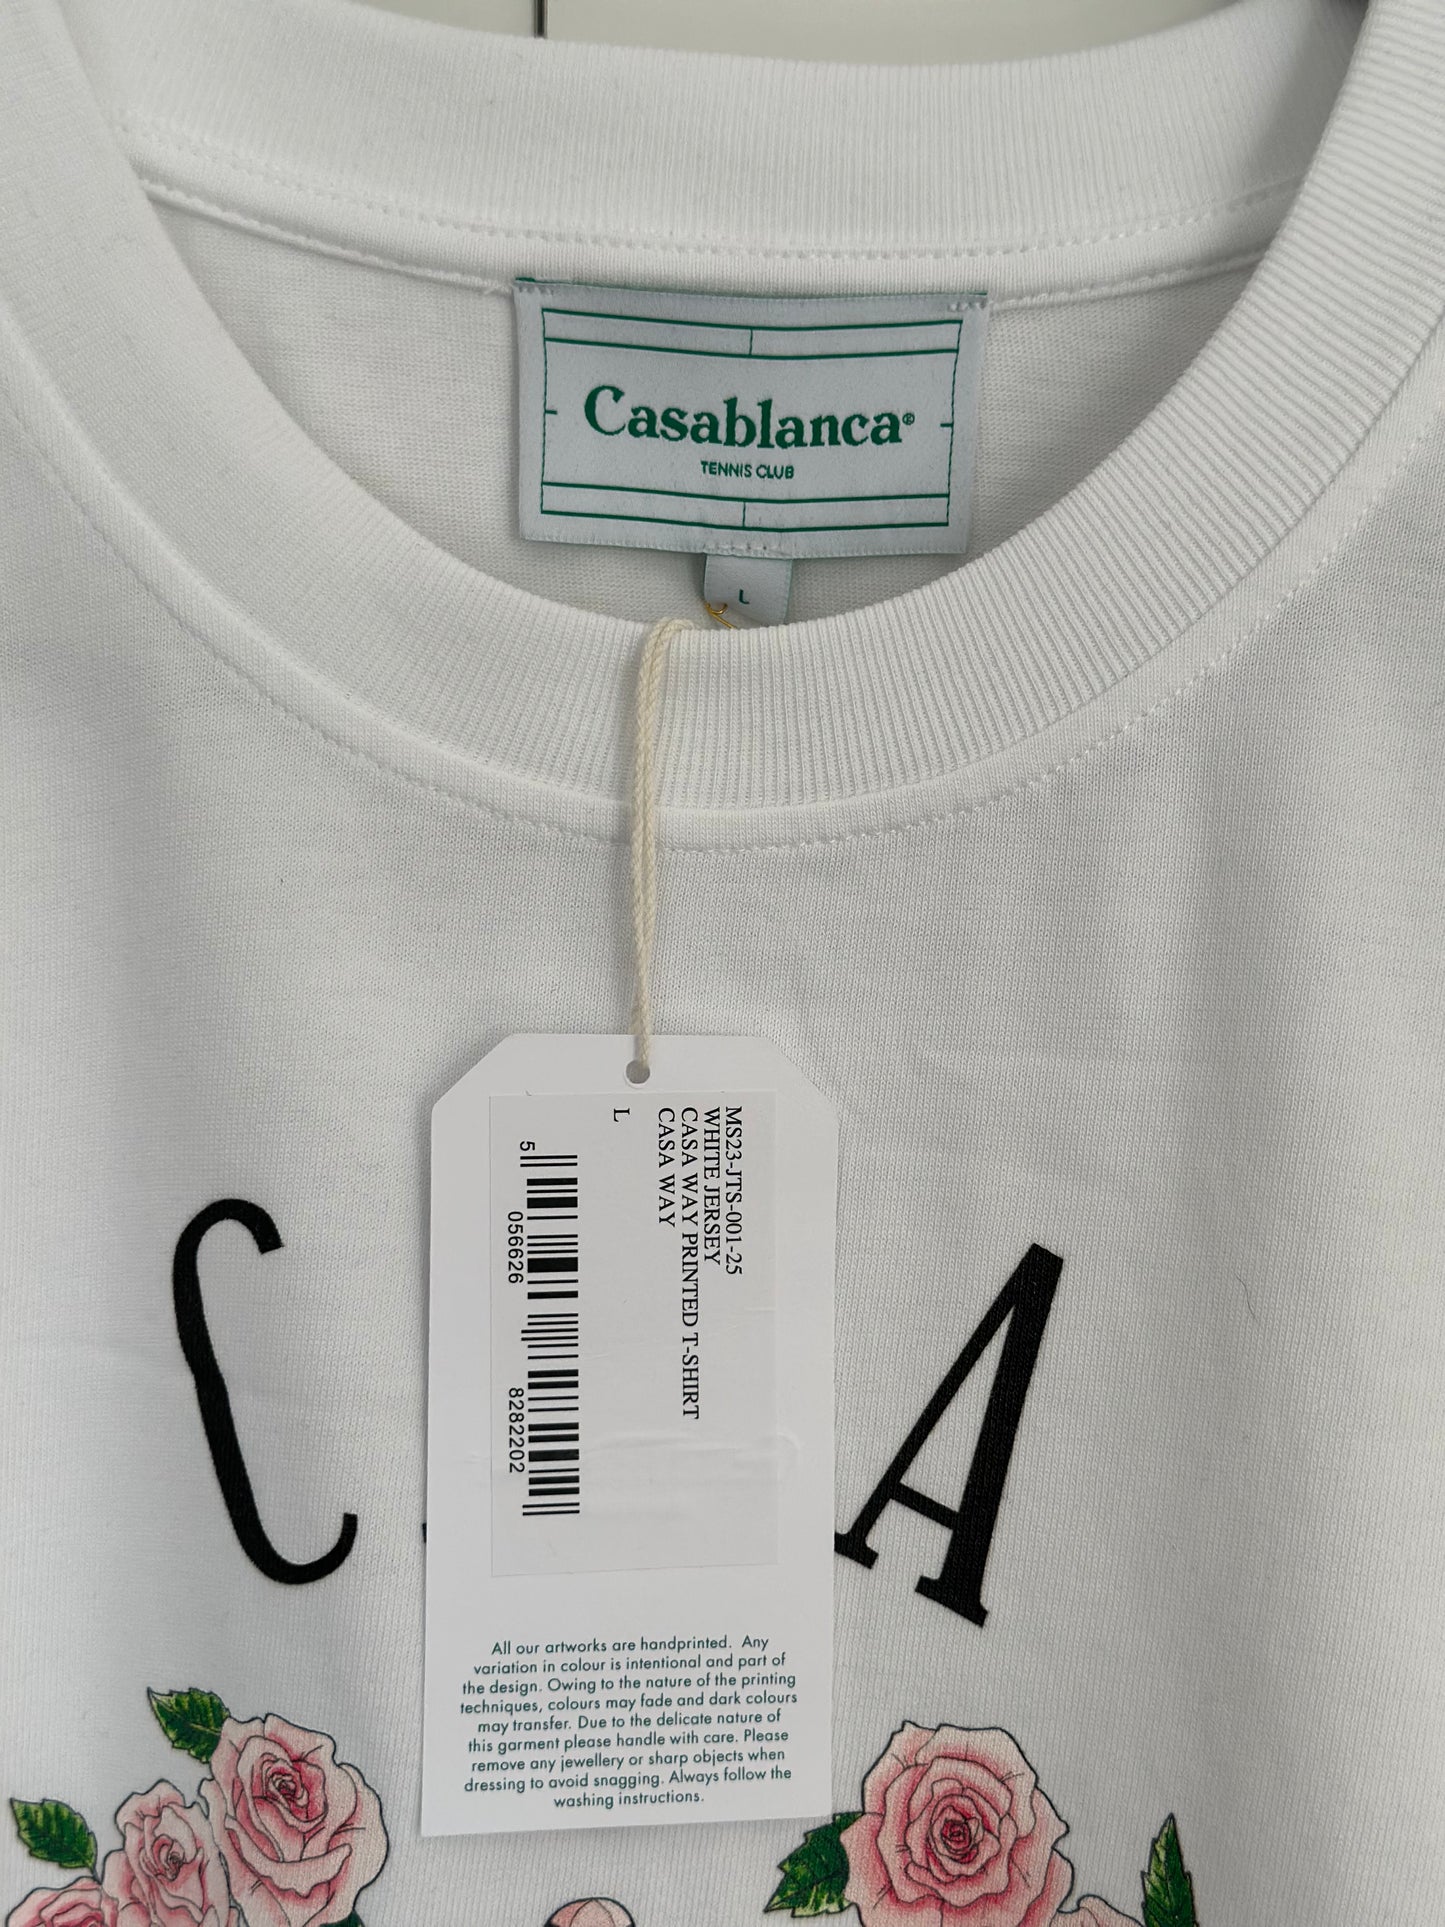 Casablanca®
TENNIS CLUB
L
MS23-JTS-001-25
WHITE JERSEY
CASA WAY PRINTED T-SHIRT
CASA WAY
L
5 056626 8282202
C
A
All our artworks are handprinted. Any
variation in colour is intentional and part of
the design. Owing to the nature of the printing
techniques, colours may fade and dark colours
may transfer. Due to the delicate nature of
this garment please handle with care. Please
remove any jewellery or sharp objects when
dressing to avoid snagging. Always follow the
washing instructions.